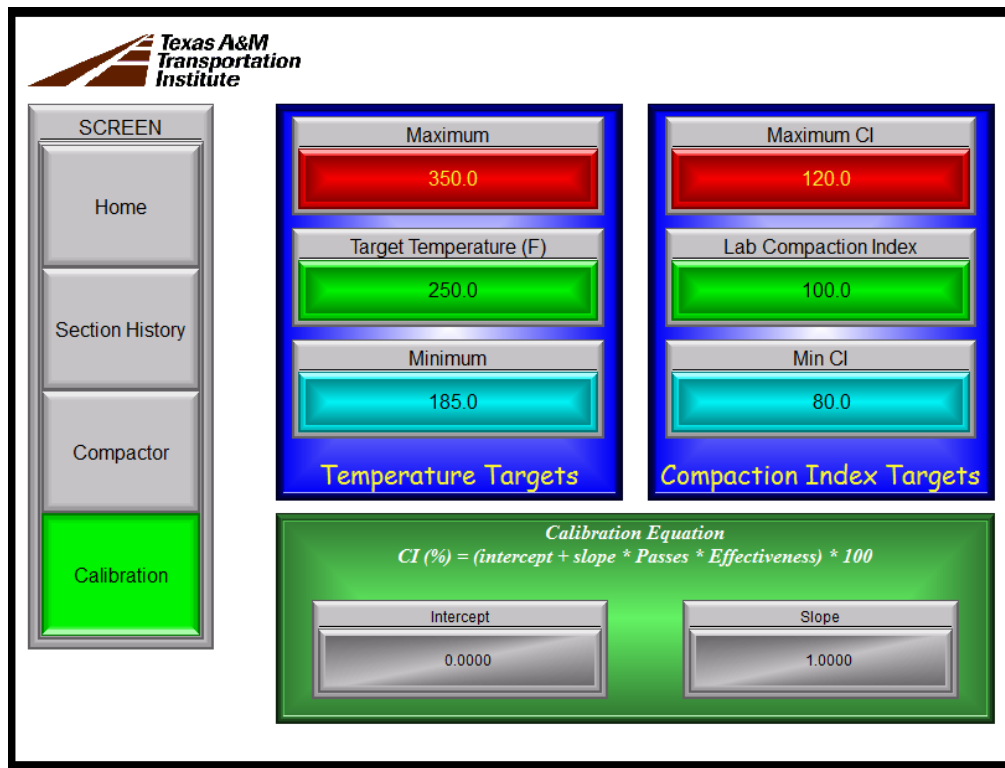 Texas A&M
Transportation
Institute
SCREEN
Home
Section History
Compactor
Calibration
Maximum
350.0
Target Temperature (F)
250.0
Minimum
185.0
Temperature Targets
Maximum CI
120.0
Lab Compaction Index
100.0
Min CI
80.0
Compaction Index Targets
Calibration Equation
CI (%) = (intercept + slope * Passes * Effectiveness) * 100
Intercept
0.0000
Slope
1.0000